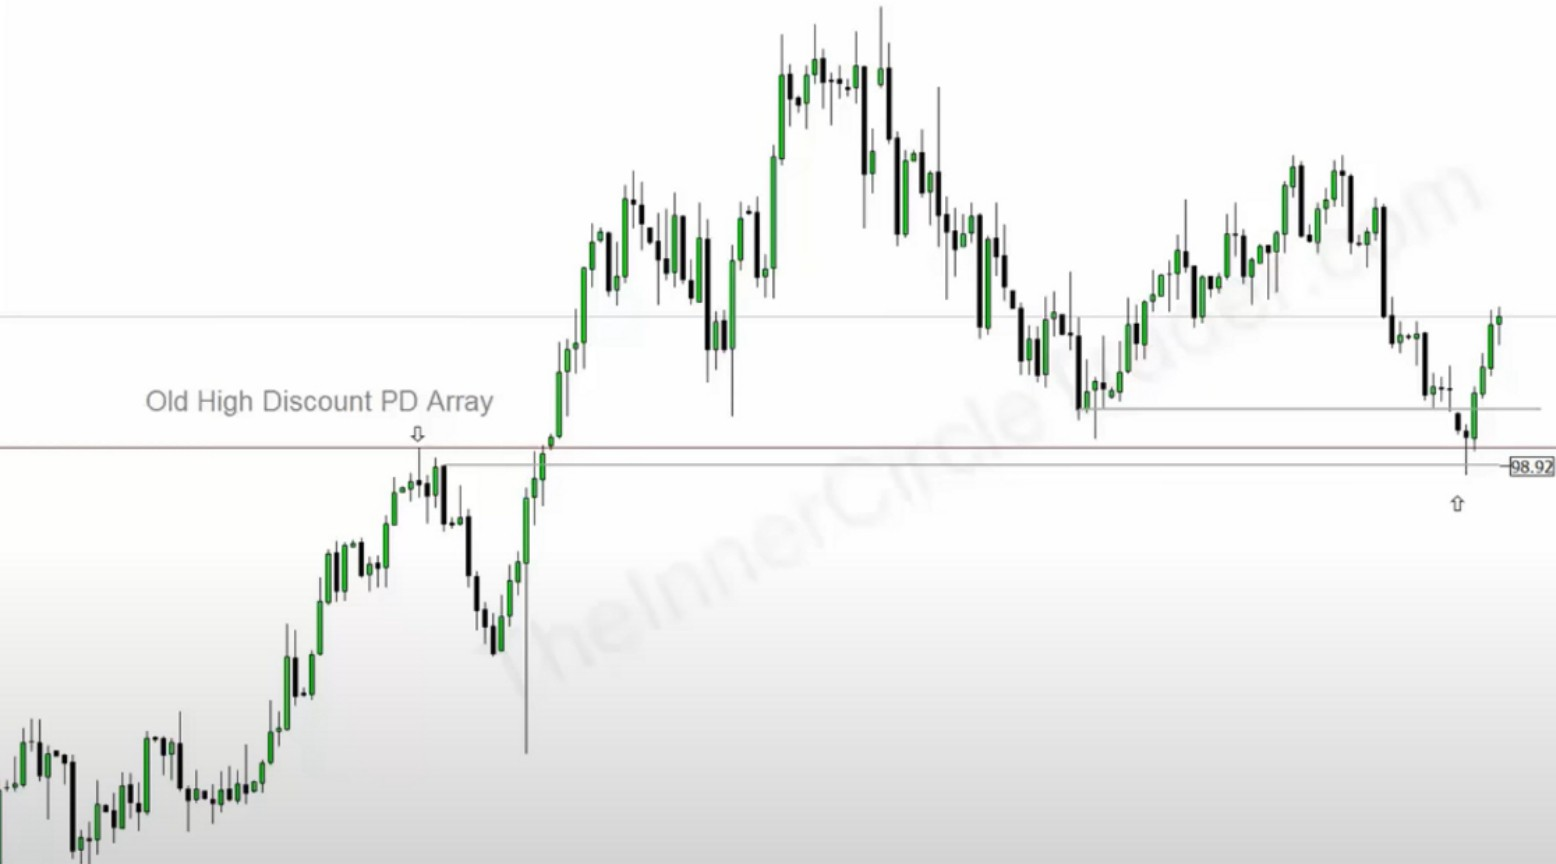 Old High Discount PD Array
TheInnerCircleTrader.com
98.92